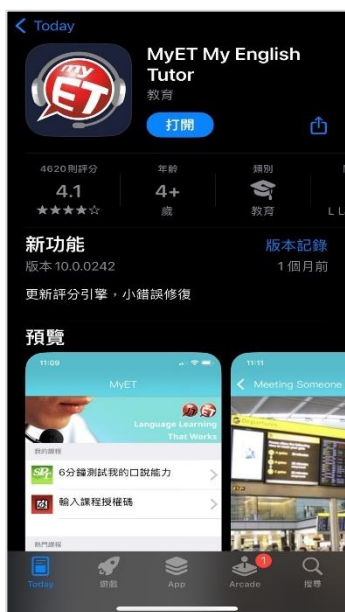 Today
my
ET
MyET My English
Tutor
教育
打開
4620 則評分
年齡
類別
4.1
4+
歲
教育
L L
新功能
版本記錄
版本 10.0.0242
1 個月前
更新評分引擎,小錯誤修復
預覽
11:09
MyET
Language Learning
That Works
我的課程
6分鐘測試我的口說能力
輸入課程授權碼
熱門課程
11:11
Meeting Someone
Departures
Today
遊戲
App
Arcade
1
搜尋